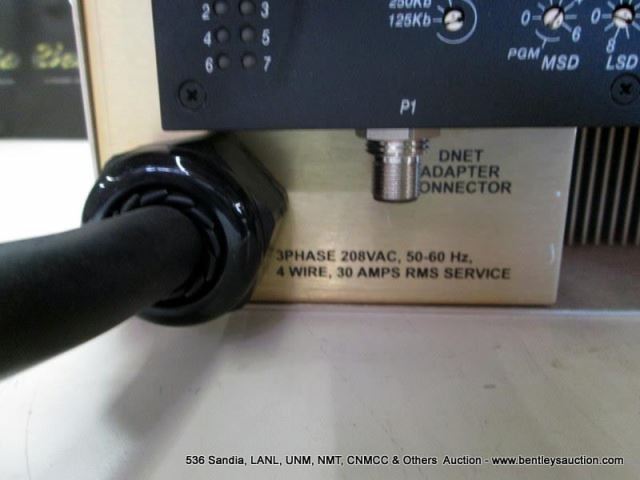 250Kb
125Kb
2 3
4 5
6 7
0 6
PGM MSD
0 8
LSD
P1
DNET
ADAPTER
ONNECTOR
3PHASE 208VAC, 50-60 Hz,
4 WIRE, 30 AMPS RMS SERVICE
536 Sandia, LANL, UNM, NMT, CNMCC & Others Auction - www.bentleysauction.com